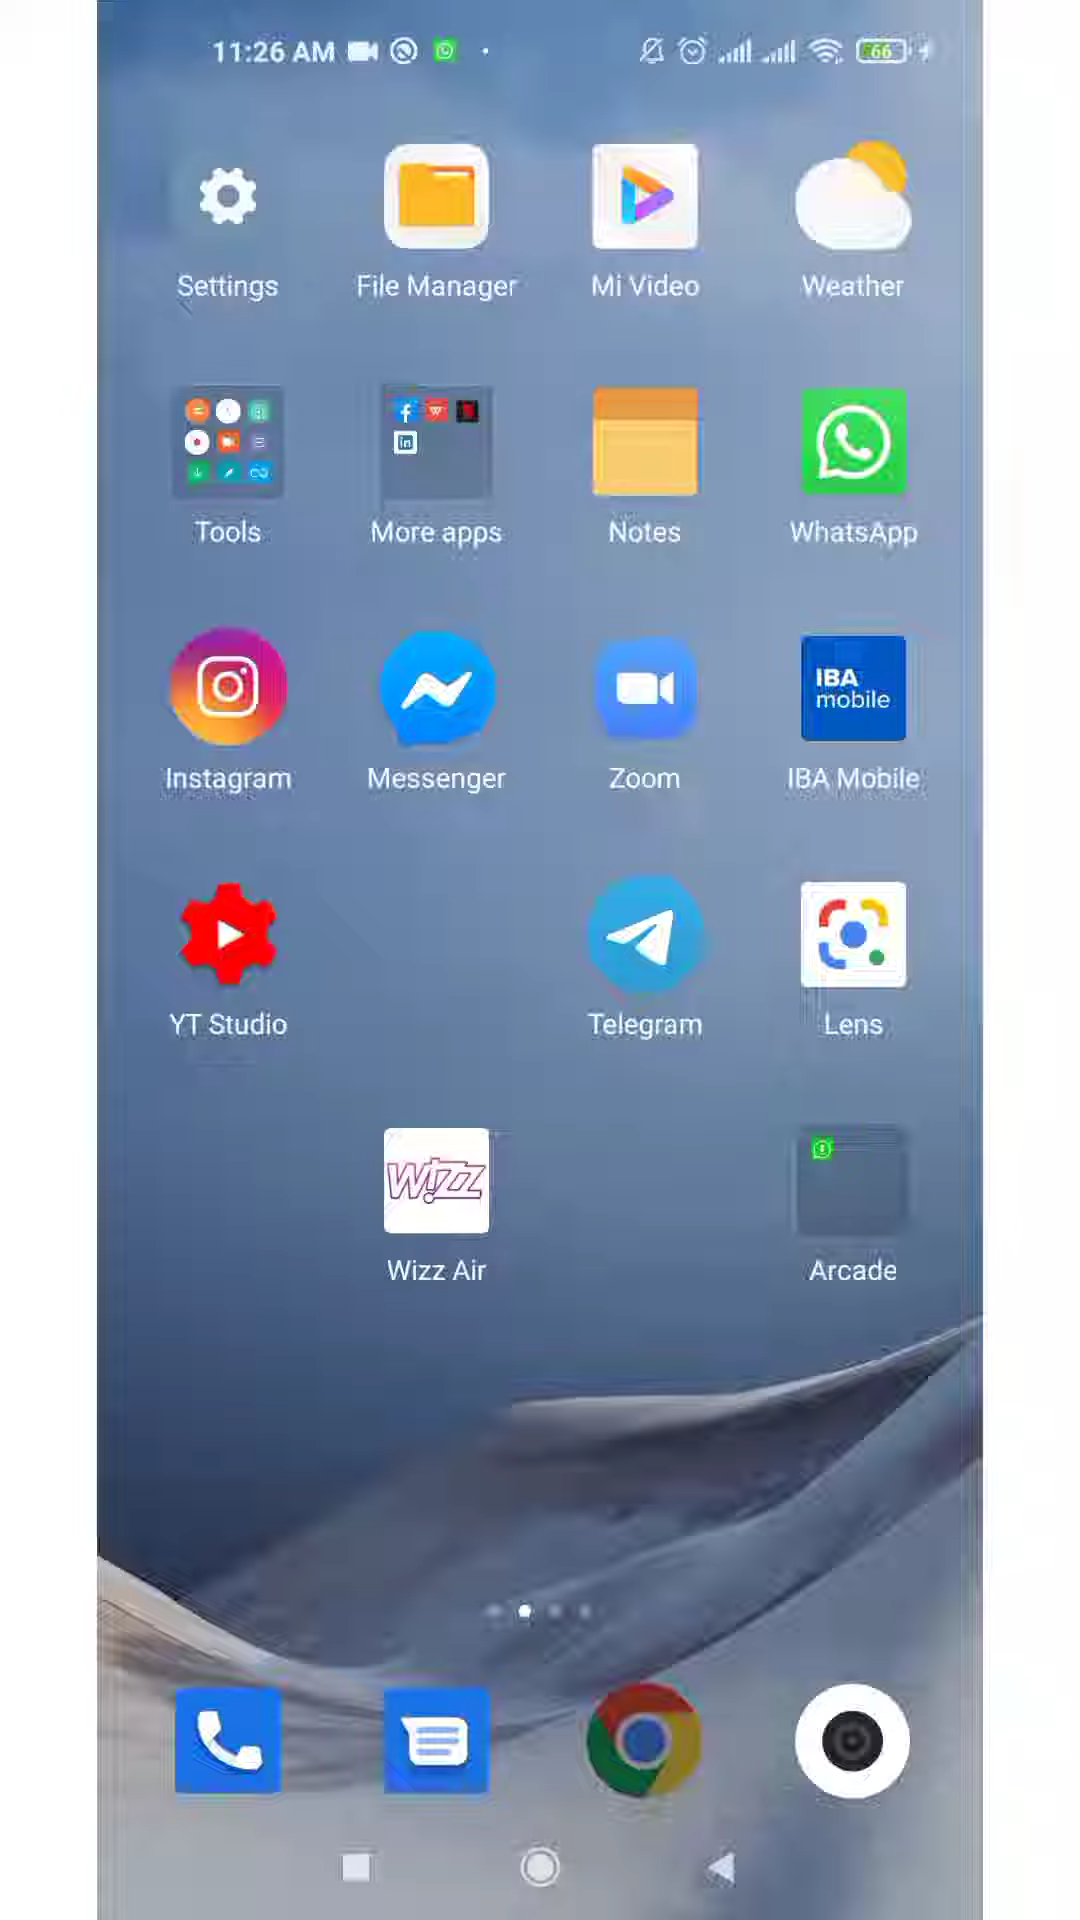 11:26 AM 66
Settings File Manager Mi Video Weather
Tools More apps Notes WhatsApp
IBA
mobile
Instagram Messenger Zoom IBA Mobile
YT Studio Telegram Lens
WIZZ
Wizz Air Arcade